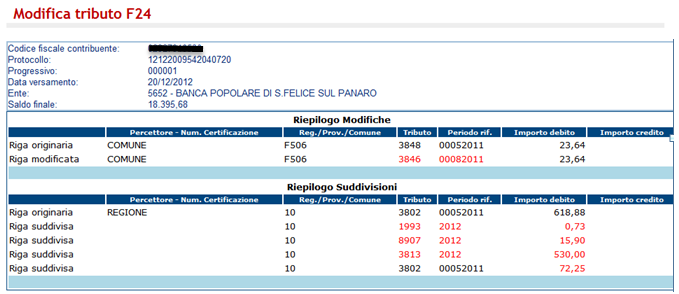 Modifica tributo F24
Codice fiscale contribuente:
Protocollo: 12122009542040720
Progressivo: 000001
Data versamento: 20/12/2012
Ente: 5652 - BANCA POPOLARE DI S.FELICE SUL PANARO
Saldo finale: 18.395,68
Riepilogo Modifiche
Percettore - Num. Certificazione Reg./Prov./Comune Tributo Periodo rif. Importo debito Importo credito
Riga originaria COMUNE F506 3848 00052011 23,64
Riga modificata COMUNE F506 3846 00082011 23,64
Riepilogo Suddivisioni
Percettore - Num. Certificazione Reg./Prov./Comune Tributo Periodo rif. Importo debito Importo credito
Riga originaria REGIONE 10 3802 00052011 618,88
Riga suddivisa 10 1993 2012 0,73
Riga suddivisa 10 8907 2012 15,90
Riga suddivisa 10 3813 2012 530,00
Riga suddivisa 10 3802 00052011 72,25